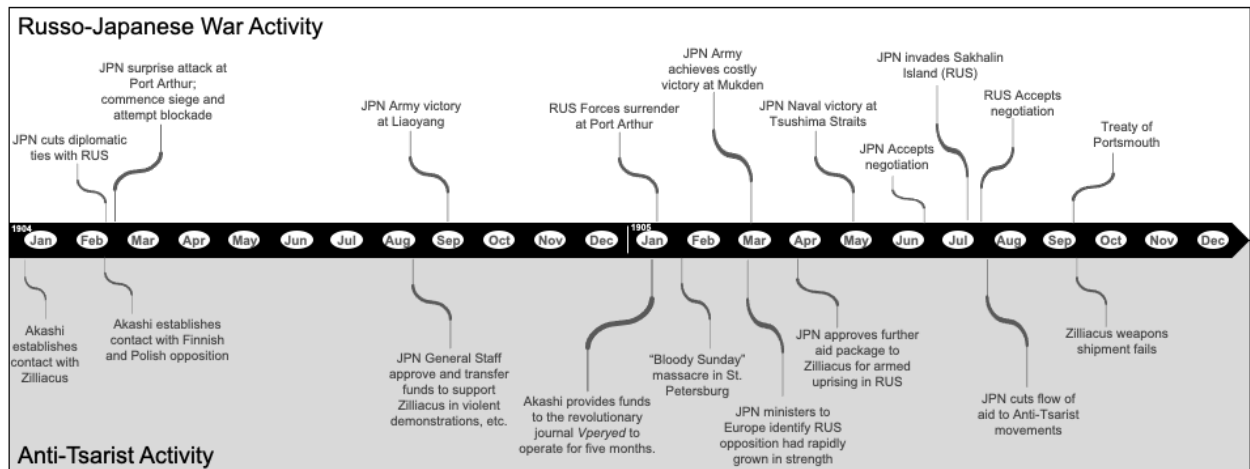 Russo-Japanese War Activity
JPN surprise attack at
Port Arthur;
commence siege and
attempt blockade
JPN cuts diplomatic
ties with RUS
JPN Army victory
at Liaoyang
RUS Forces surrender
at Port Arthur
JPN Army
achieves costly
victory at Mukden
JPN Naval victory at
Tsushima Straits
JPN Accepts
negotiation
JPN invades Sakhalin
Island (RUS)
RUS Accepts
negotiation
Treaty of
Portsmouth
1904
1905
Jan Feb Mar Apr May Jun Jul Aug Sep Oct Nov Dec Jan Feb Mar Apr May Jun Jul Aug Sep Oct Nov Dec
Akashi
establishes
contact with
Zilliacus
Akashi establishes
contact with Finnish
and Polish opposition
JPN General Staff
approve and transfer
funds to support
Zilliacus in violent
demonstrations, etc.
Akashi provides funds
to the revolutionary
journal Vperyed to
operate for five months.
“Bloody Sunday”
massacre in St.
Petersburg
JPN ministers to
Europe identify RUS
opposition had rapidly
grown in strength
JPN approves further
aid package to
Zilliacus for armed
uprising in RUS
JPN cuts flow of
aid to Anti-Tsarist
movements
Zilliacus weapons
shipment fails
Anti-Tsarist Activity